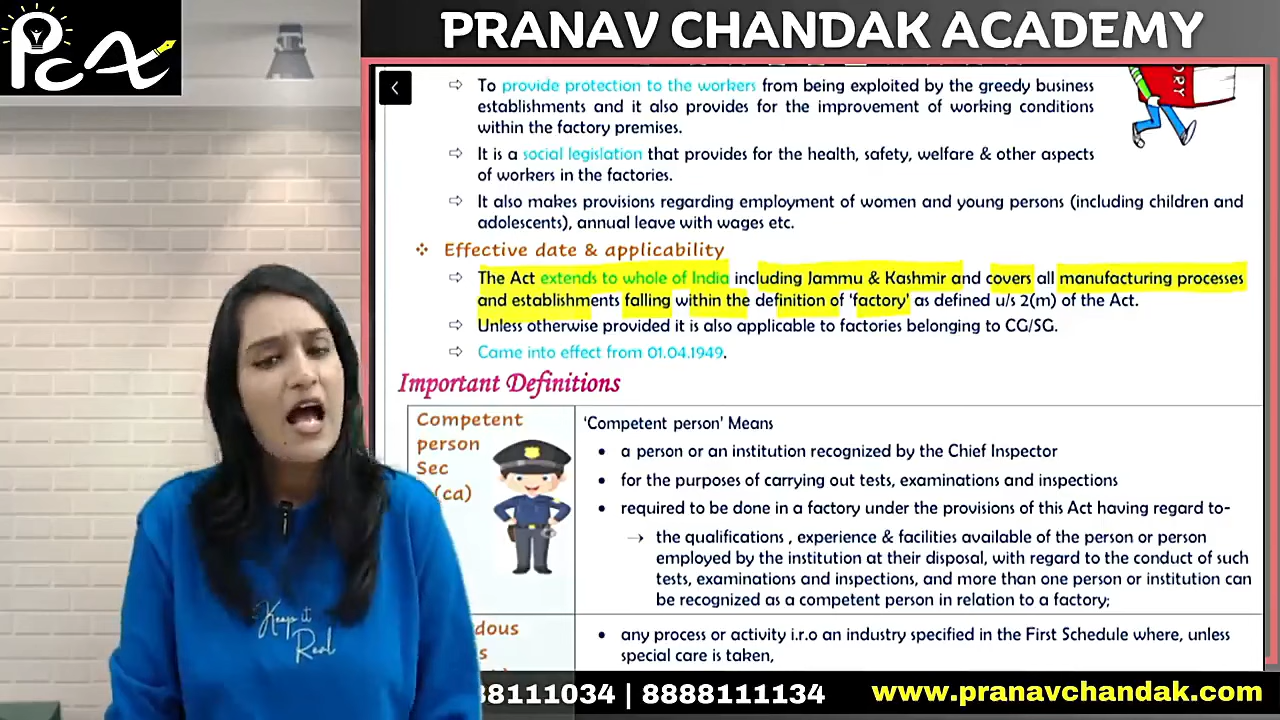 PCA
PRANAV CHANDAK ACADEMY
ORY
To provide protection to the workers from being exploited by the greedy business
establishments and it also provides for the improvement of working conditions
within the factory premises.
It is a social legislation that provides for the health, safety, welfare & other aspects
of workers in the factories.
It also makes provisions regarding employment of women and young persons (including children and
adolescents), annual leave with wages etc.
Effective date & applicability
The Act extends to whole of India including Jammu & Kashmir and covers all manufacturing processes
and establishments falling within the definition of 'factory' as defined u/s 2(m) of the Act.
Unless otherwise provided it is also applicable to factories belonging to CG/SG.
Came into effect from 01.04.1949.
Important Definitions
Competent
person
Sec
(ca)
'Competent person' Means
• a person or an institution recognized by the Chief Inspector
• for the purposes of carrying out tests, examinations and inspections
• required to be done in a factory under the provisions of this Act having regard to-
→ the qualifications , experience & facilities available of the person or person
employed by the institution at their disposal, with regard to the conduct of such
tests, examinations and inspections, and more than one person or institution can
be recognized as a competent person in relation to a factory;
dous
s
• any process or activity i.r.o an industry specified in the First Schedule where, unless
special care is taken,
Keep it
Real
88111034 | 8888111134
www.pranavchandak.com